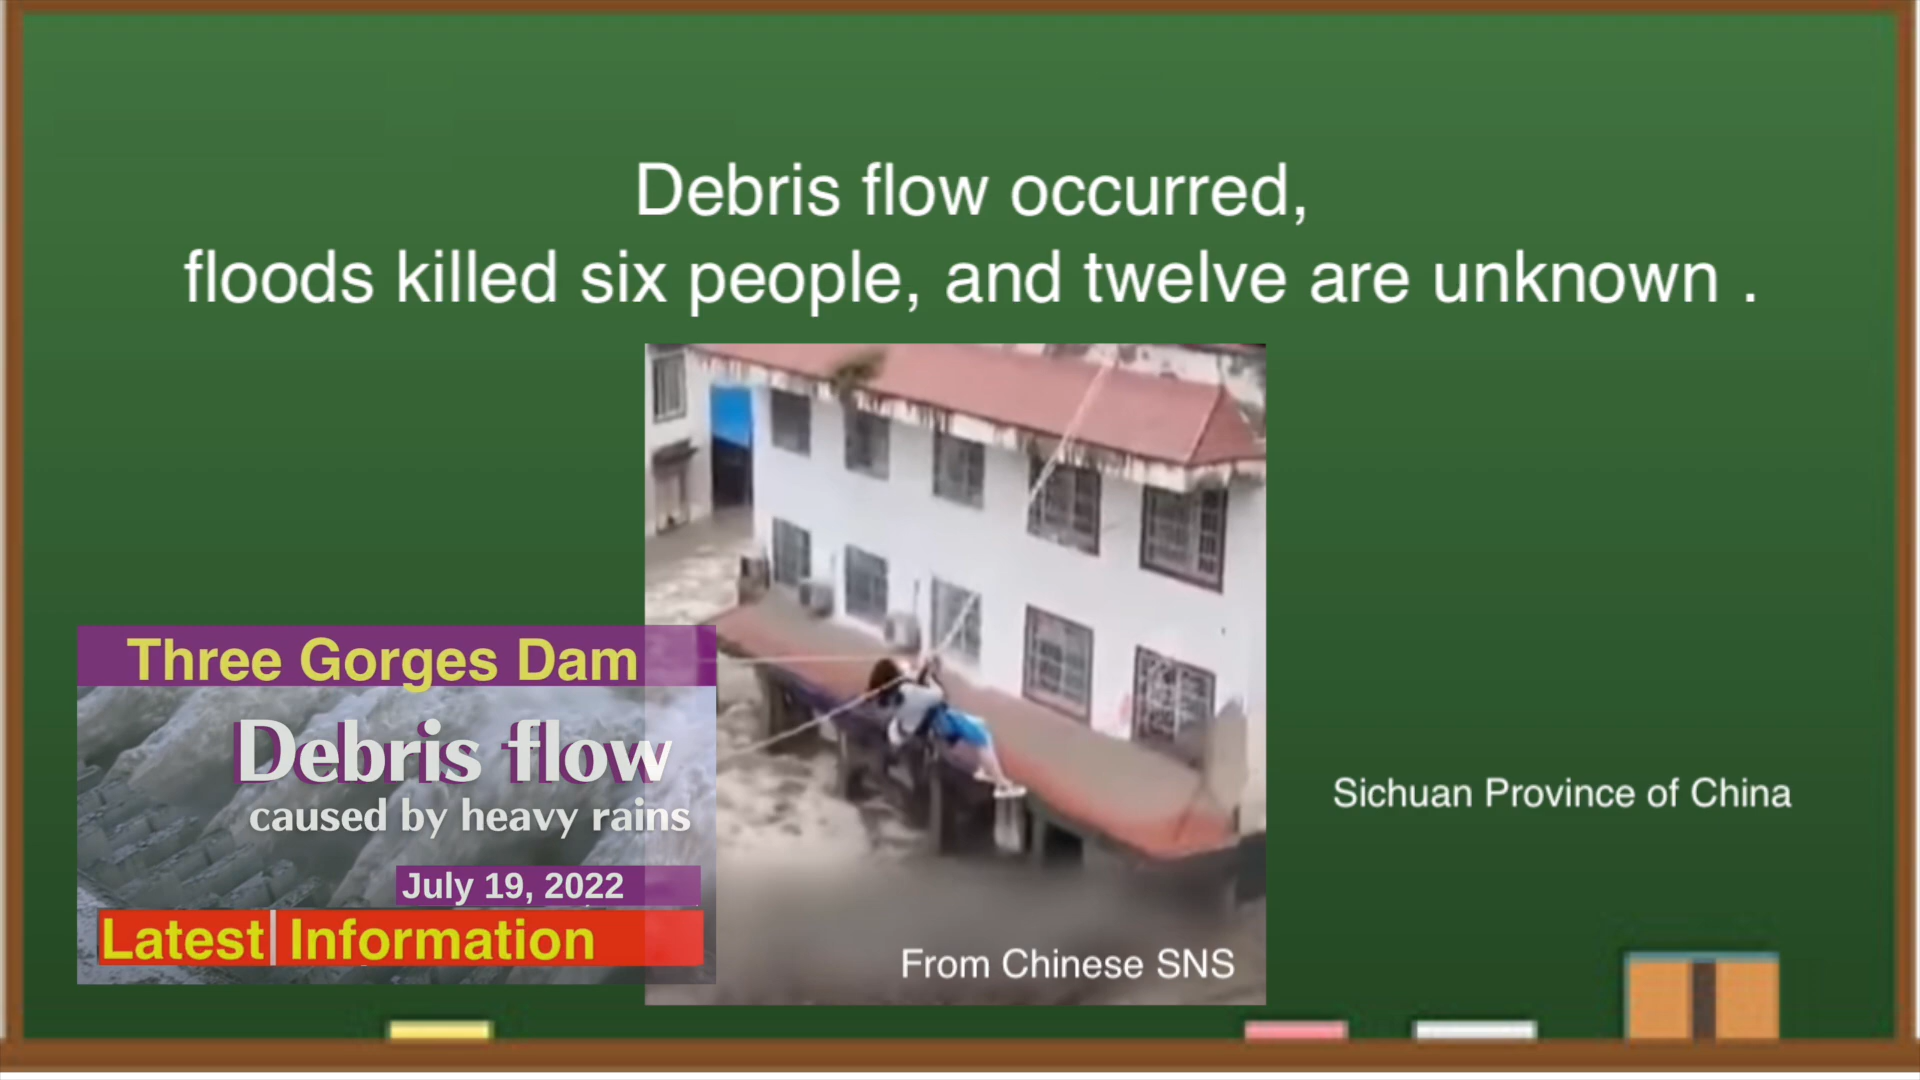 Debris flow occurred,
floods killed six people, and twelve are unknown .
Three Gorges Dam
Debris flow
caused by heavy rains
July 19, 2022
Latest Information
Sichuan Province of China
From Chinese SNS